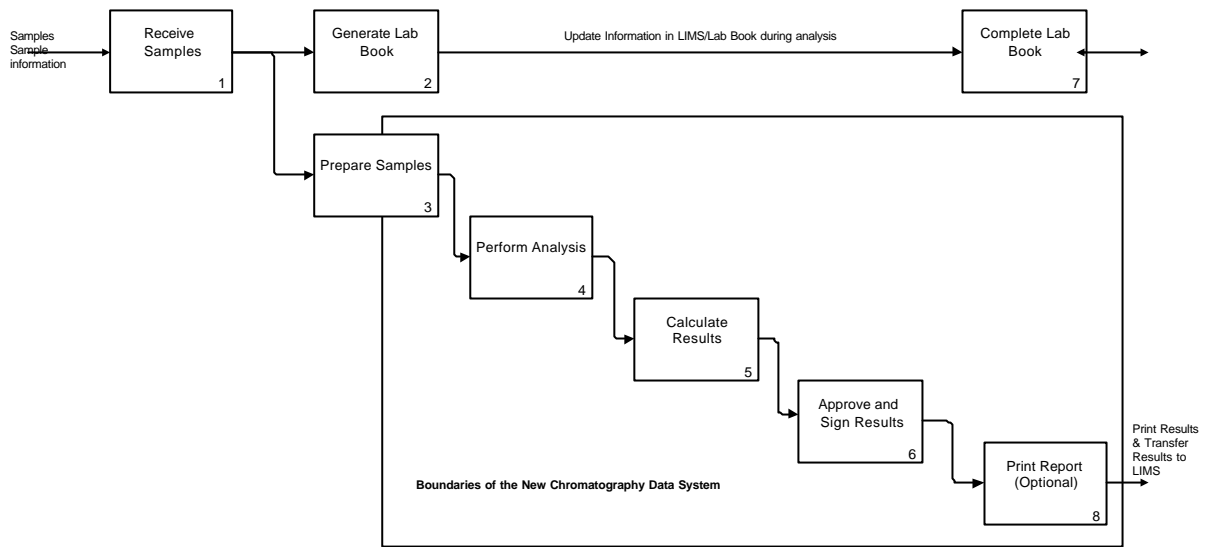 Samples
Sample
information
Receive
Samples
1
Generate Lab
Book
2
Update Information in LIMS/Lab Book during analysis
Complete Lab
Book
7
Prepare Samples
3
Perform Analysis
4
Calculate
Results
5
Approve and
Sign Results
6
Print Report
(Optional)
8
Print Results
& Transfer
Results to
LIMS
Boundaries of the New Chromatography Data System